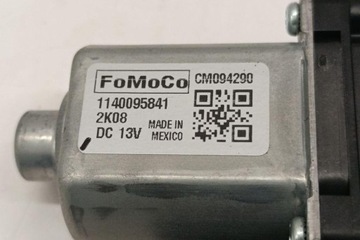 FoMoCo CM094290
1140095841
2K08
DC 13V MADE IN
MEXICO